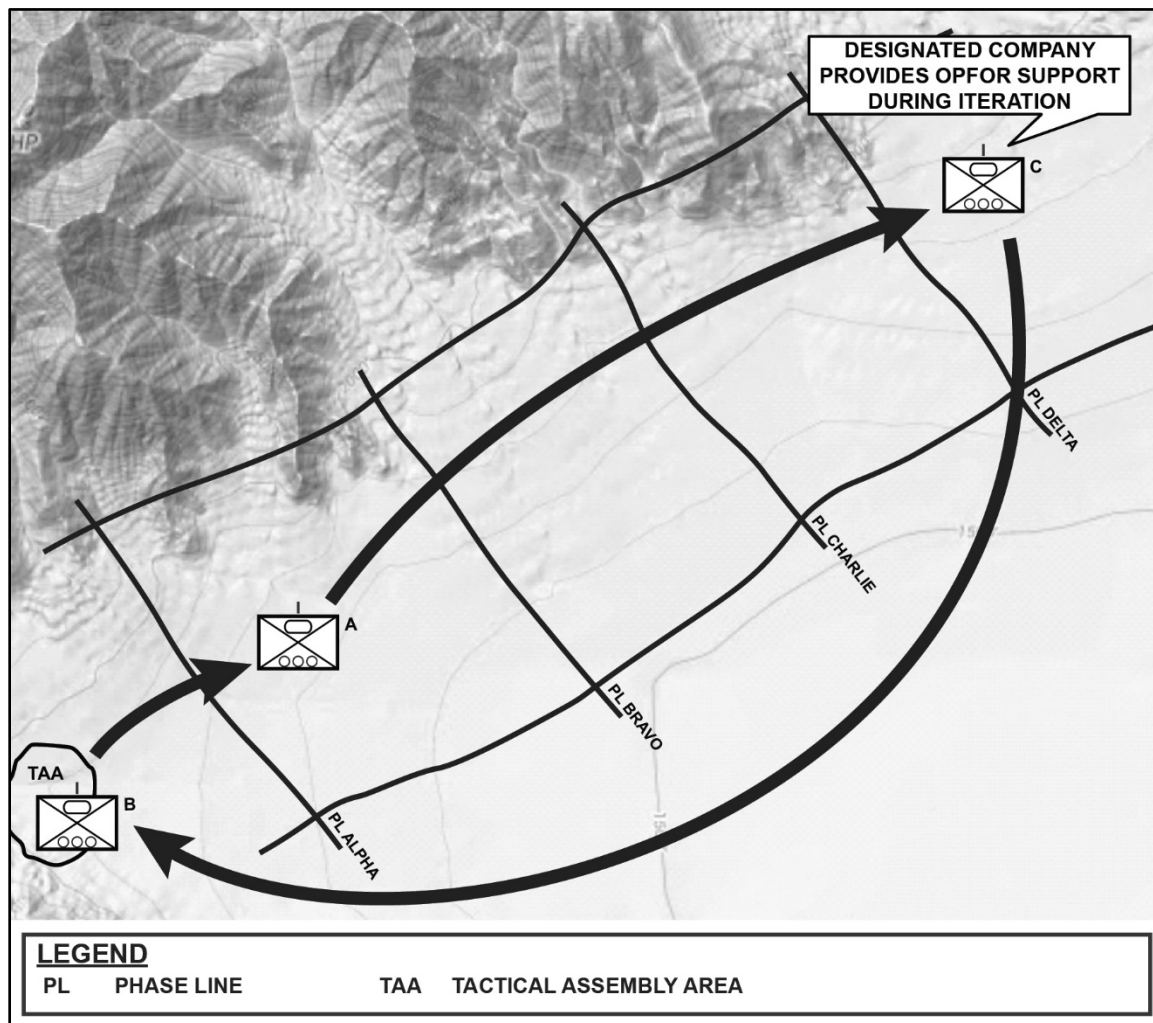 DESIGNATED COMPANY
PROVIDES OPFOR SUPPORT
DURING ITERATION
HP
I
C
PL DELTA
PL CHARLIE
I
A
PL BRAVO
TAA
I
B
PL ALPHA
LEGEND
PL PHASE LINE TAA TACTICAL ASSEMBLY AREA